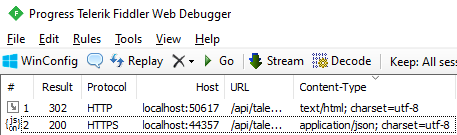 Progress Telerik Fiddler Web Debugger
File Edit Rules Tools View Help
WinConfig Replay Go Stream Decode Keep: All sess
# Result Protocol Host URL Content-Type
1 302 HTTP localhost:50617 /api/tale... text/html; charset=utf-8
2 200 HTTPS localhost:44357 /api/tale... application/json; charset=utf-8